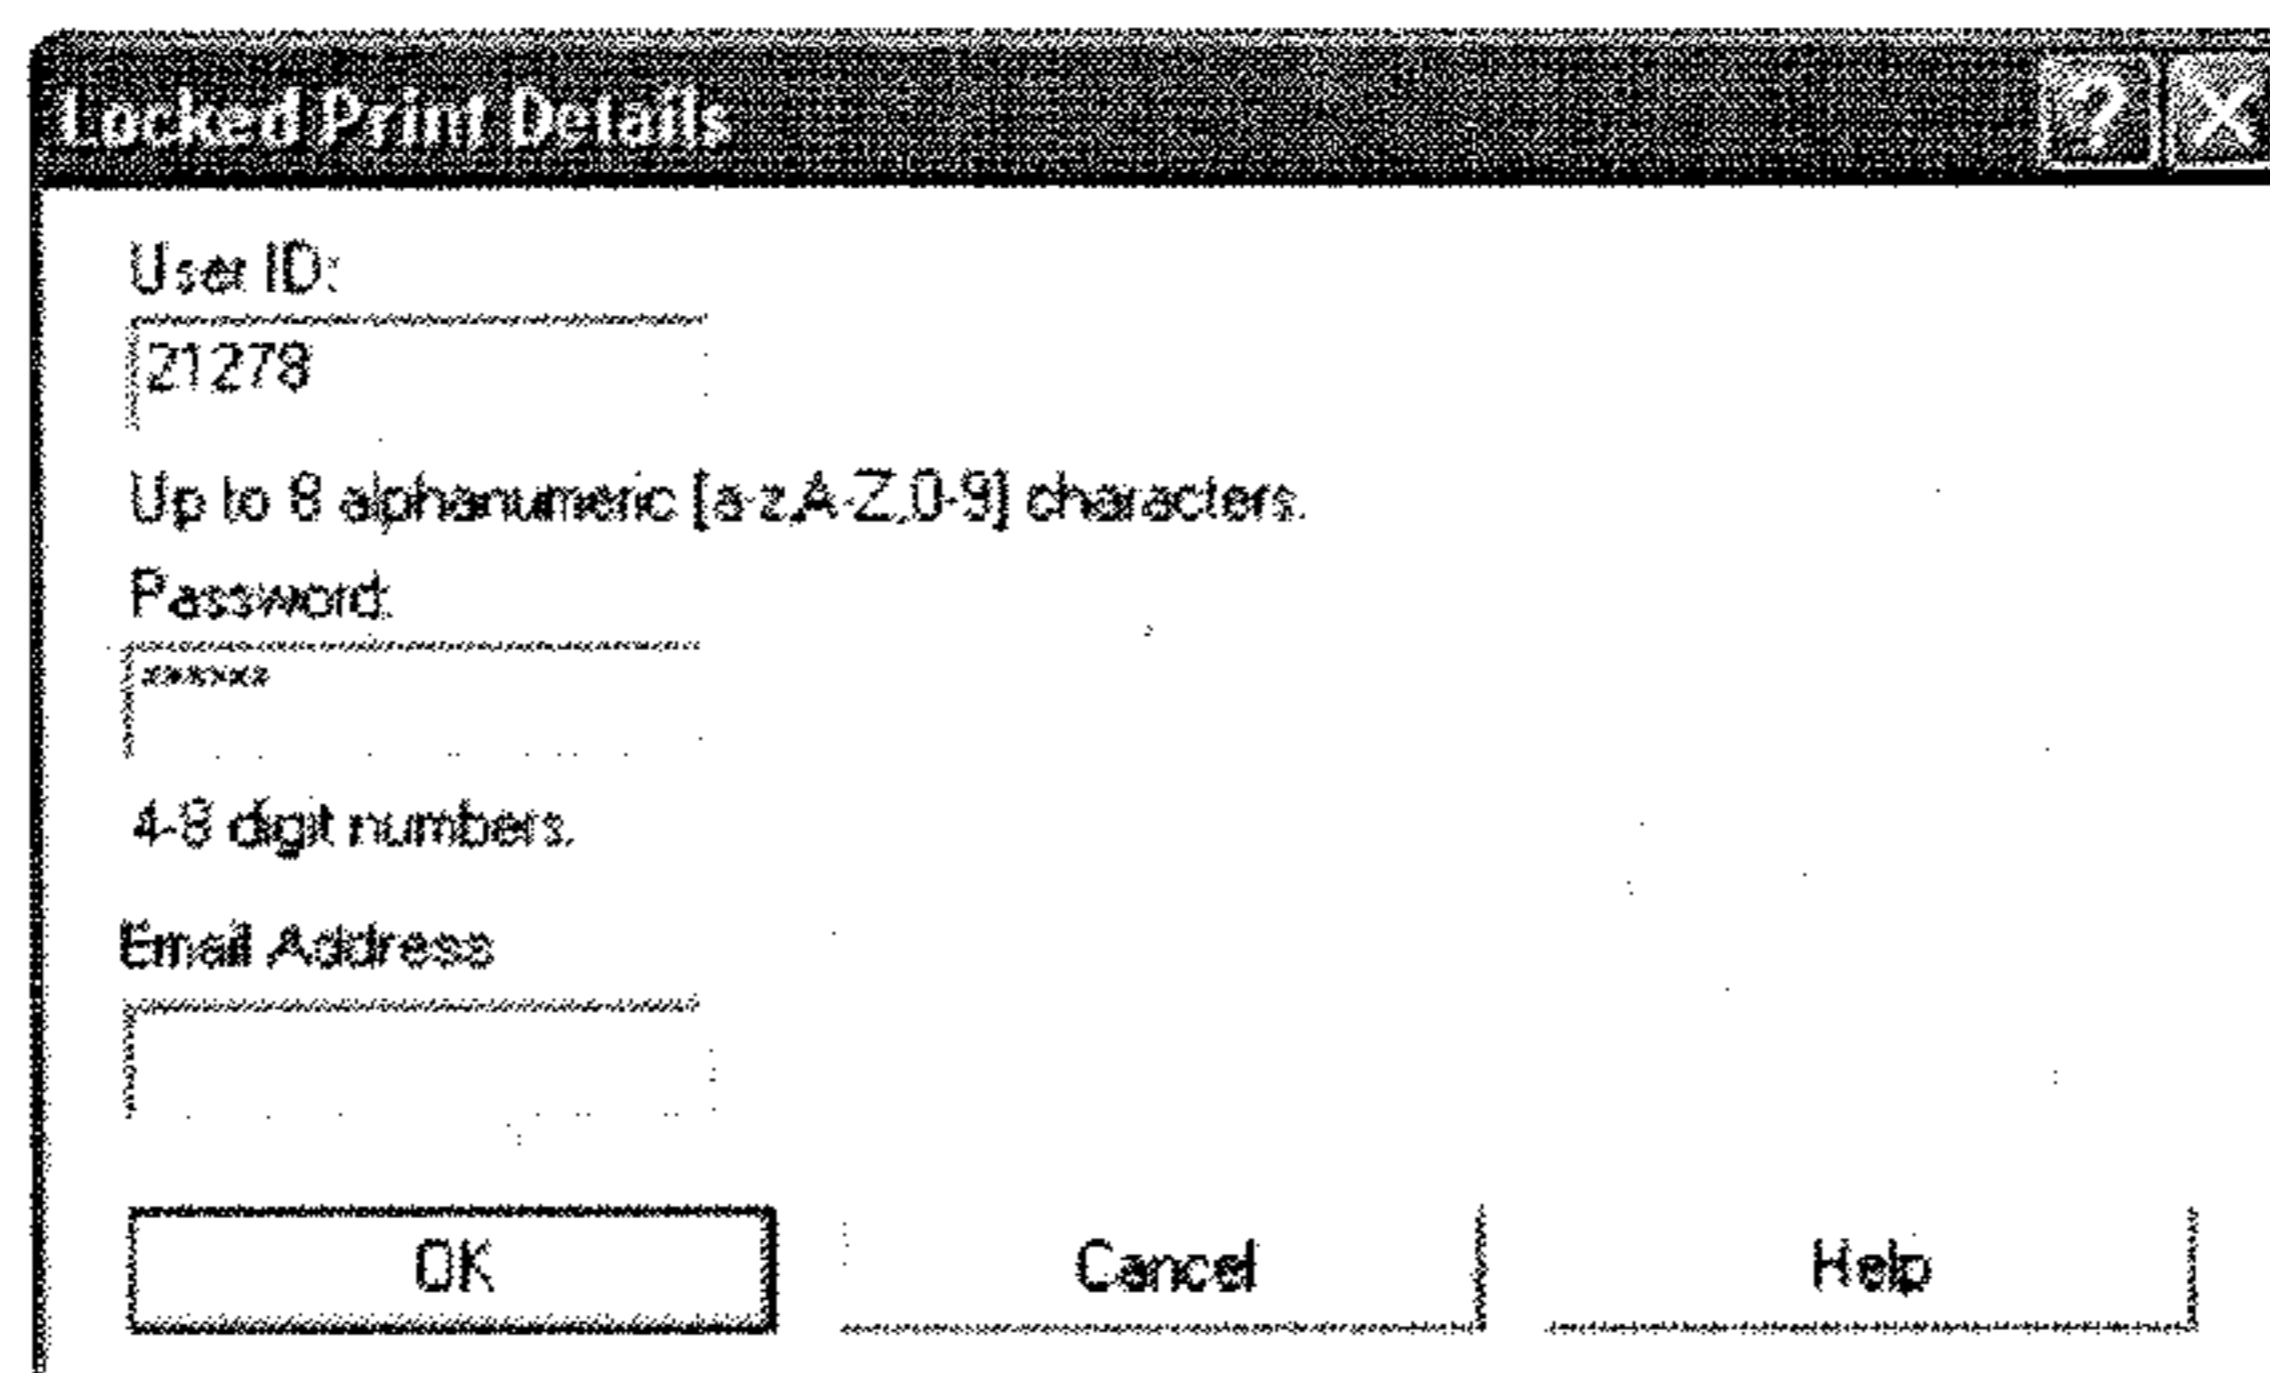 Locked Print Details ? X
User ID:
21278
Up to 8 alphanumeric [a-z,A-Z,0-9] characters.
Password:
4-8 digit numbers.
Email Address
OK Cancel Help